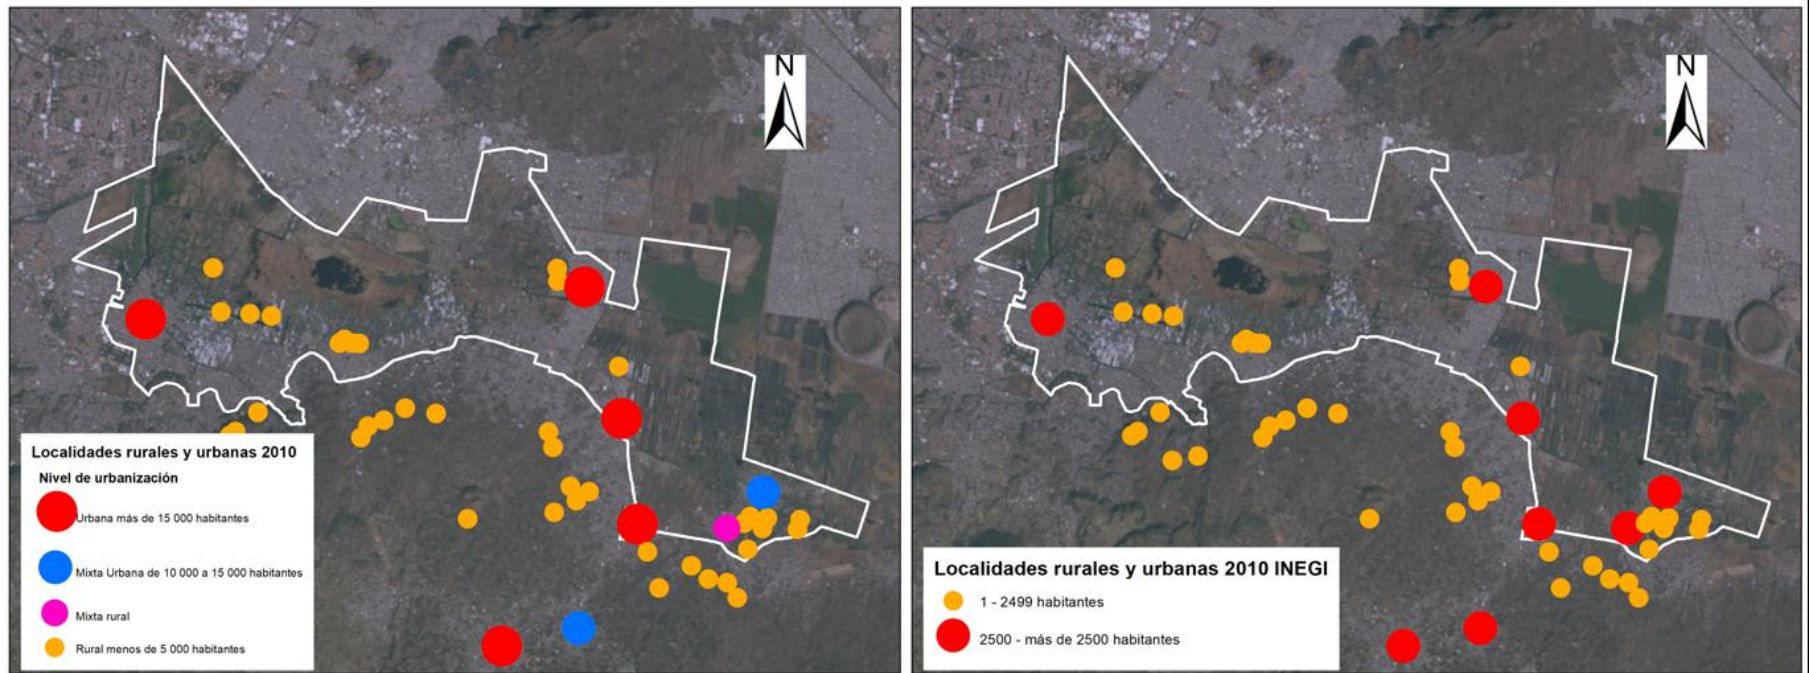 N
Localidades rurales y urbanas 2010
Nivel de urbanización
Urbana más de 15 000 habitantes
Mixta Urbana de 10 000 a 15 000 habitantes
Mixta rural
Rural menos de 5 000 habitantes
N
Localidades rurales y urbanas 2010 INEGI
1 - 2499 habitantes
2500 - más de 2500 habitantes